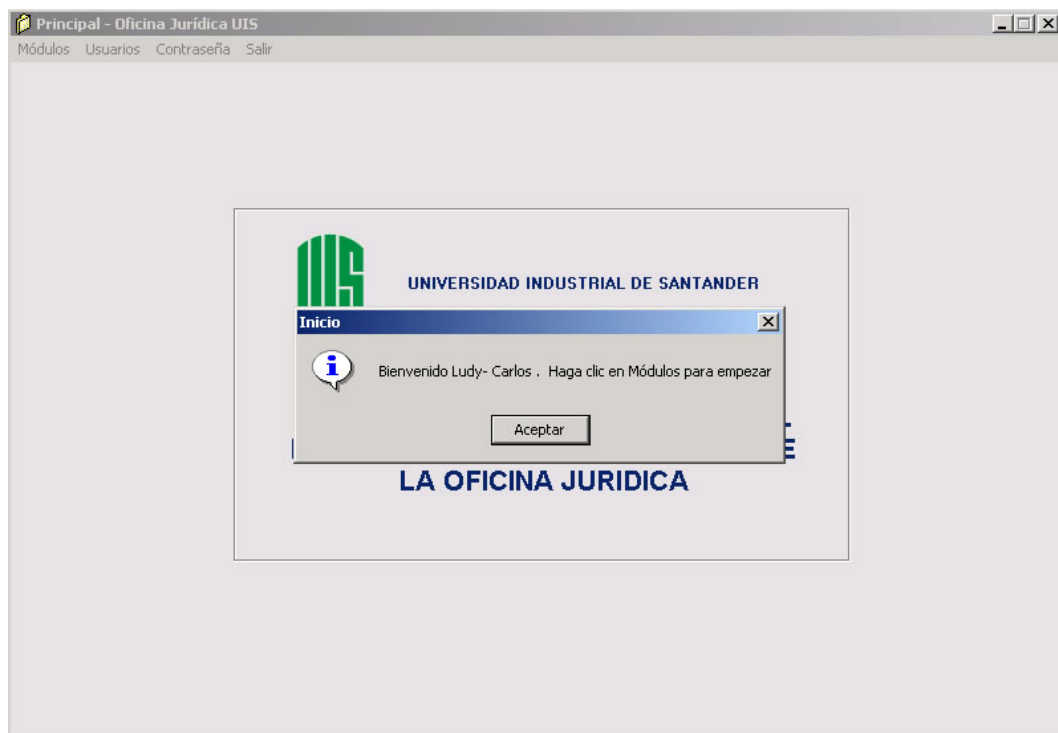 Principal - Oficina Jurídica UIS
Módulos Usuarios Contraseña Salir
UIS
UNIVERSIDAD INDUSTRIAL DE SANTANDER
Inicio
Bienvenido Ludy- Carlos . Haga clic en Módulos para empezar
Aceptar
LA OFICINA JURIDICA